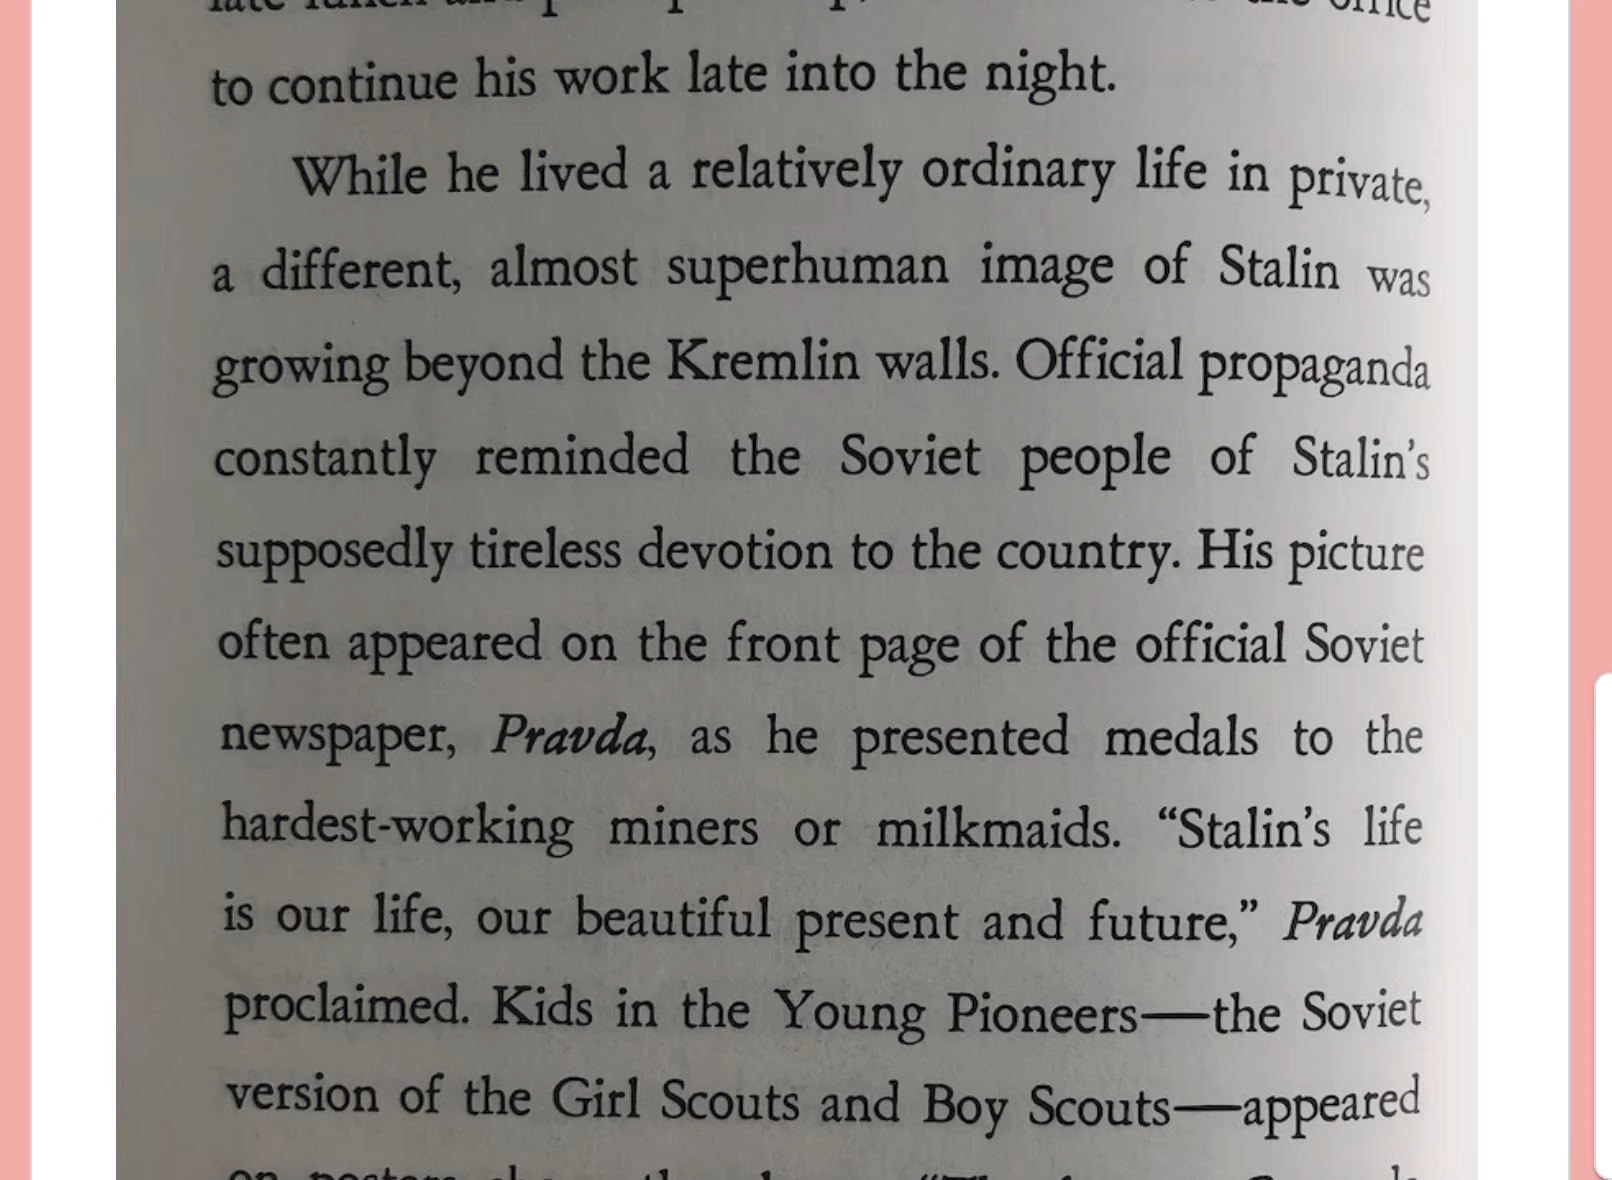 office
to continue his work late into the night.
While he lived a relatively ordinary life in private,
a different, almost superhuman image of Stalin was
growing beyond the Kremlin walls. Official propaganda
constantly reminded the Soviet people of Stalin’s
supposedly tireless devotion to the country. His picture
often appeared on the front page of the official Soviet
newspaper, Pravda, as he presented medals to the
hardest-working miners or milkmaids. “Stalin’s life
is our life, our beautiful present and future,” Pravda
proclaimed. Kids in the Young Pioneers—the Soviet
version of the Girl Scouts and Boy Scouts—appeared